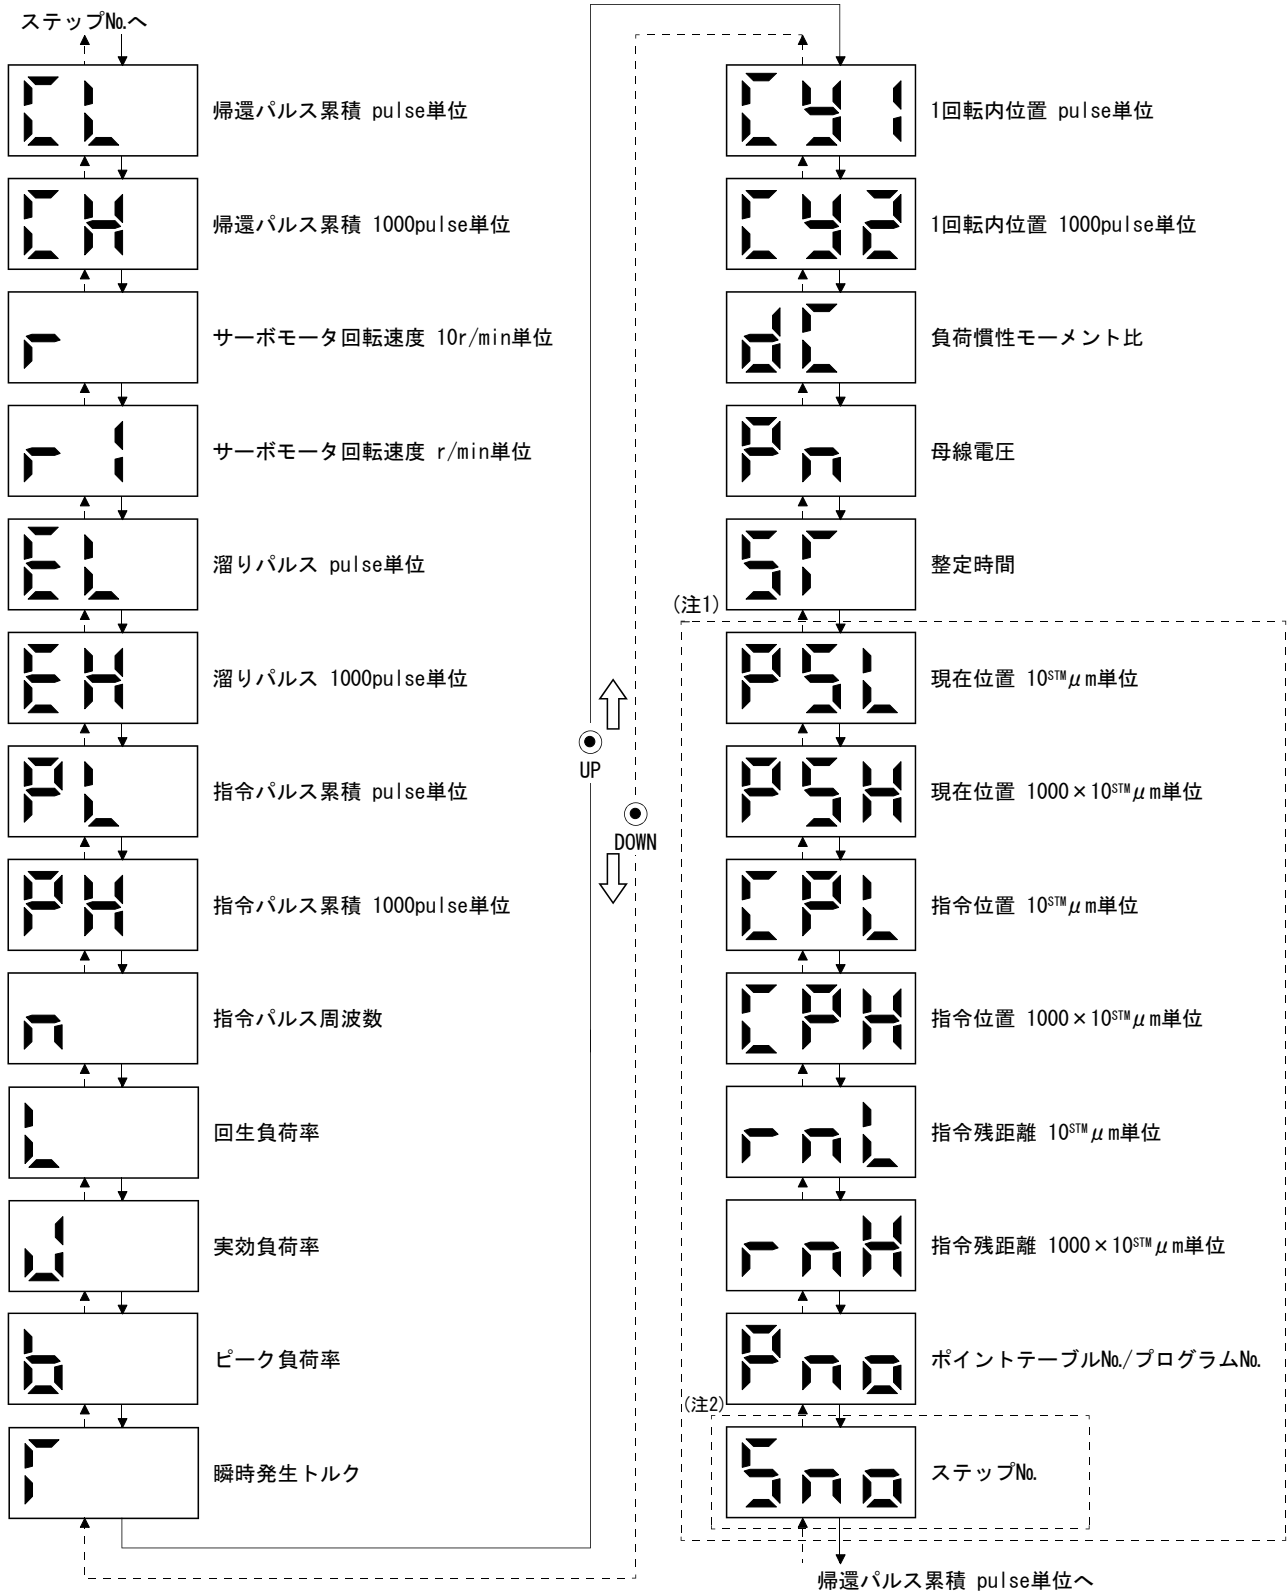 ステップ№へ
CL
帰還パルス累積 pulse単位
CH
帰還パルス累積 1000pulse単位
r
サーボモータ回転速度 10r/min単位
r1
サーボモータ回転速度 r/min単位
EL
溜りパルス pulse単位
EH
溜りパルス 1000pulse単位
PL
指令パルス累積 pulse単位
PH
指令パルス累積 1000pulse単位
n
指令パルス周波数
L
回生負荷率
J
実効負荷率
b
ピーク負荷率
T
瞬時発生トルク
UP
DOWN
Cy1
1回転内位置 pulse単位
Cy2
1回転内位置 1000pulse単位
dC
負荷慣性モーメント比
Pn
母線電圧
ST
整定時間
(注1)
PSL
現在位置 10STMμm単位
PSH
現在位置 1000×10STMμm単位
CPL
指令位置 10STMμm単位
CPH
指令位置 1000×10STMμm単位
rnL
指令残距離 10STMμm単位
rnH
指令残距離 1000×10STMμm単位
Pno
ポイントテーブル№/プログラム№
(注2)
Sno
ステップ№
帰還パルス累積 pulse単位へ